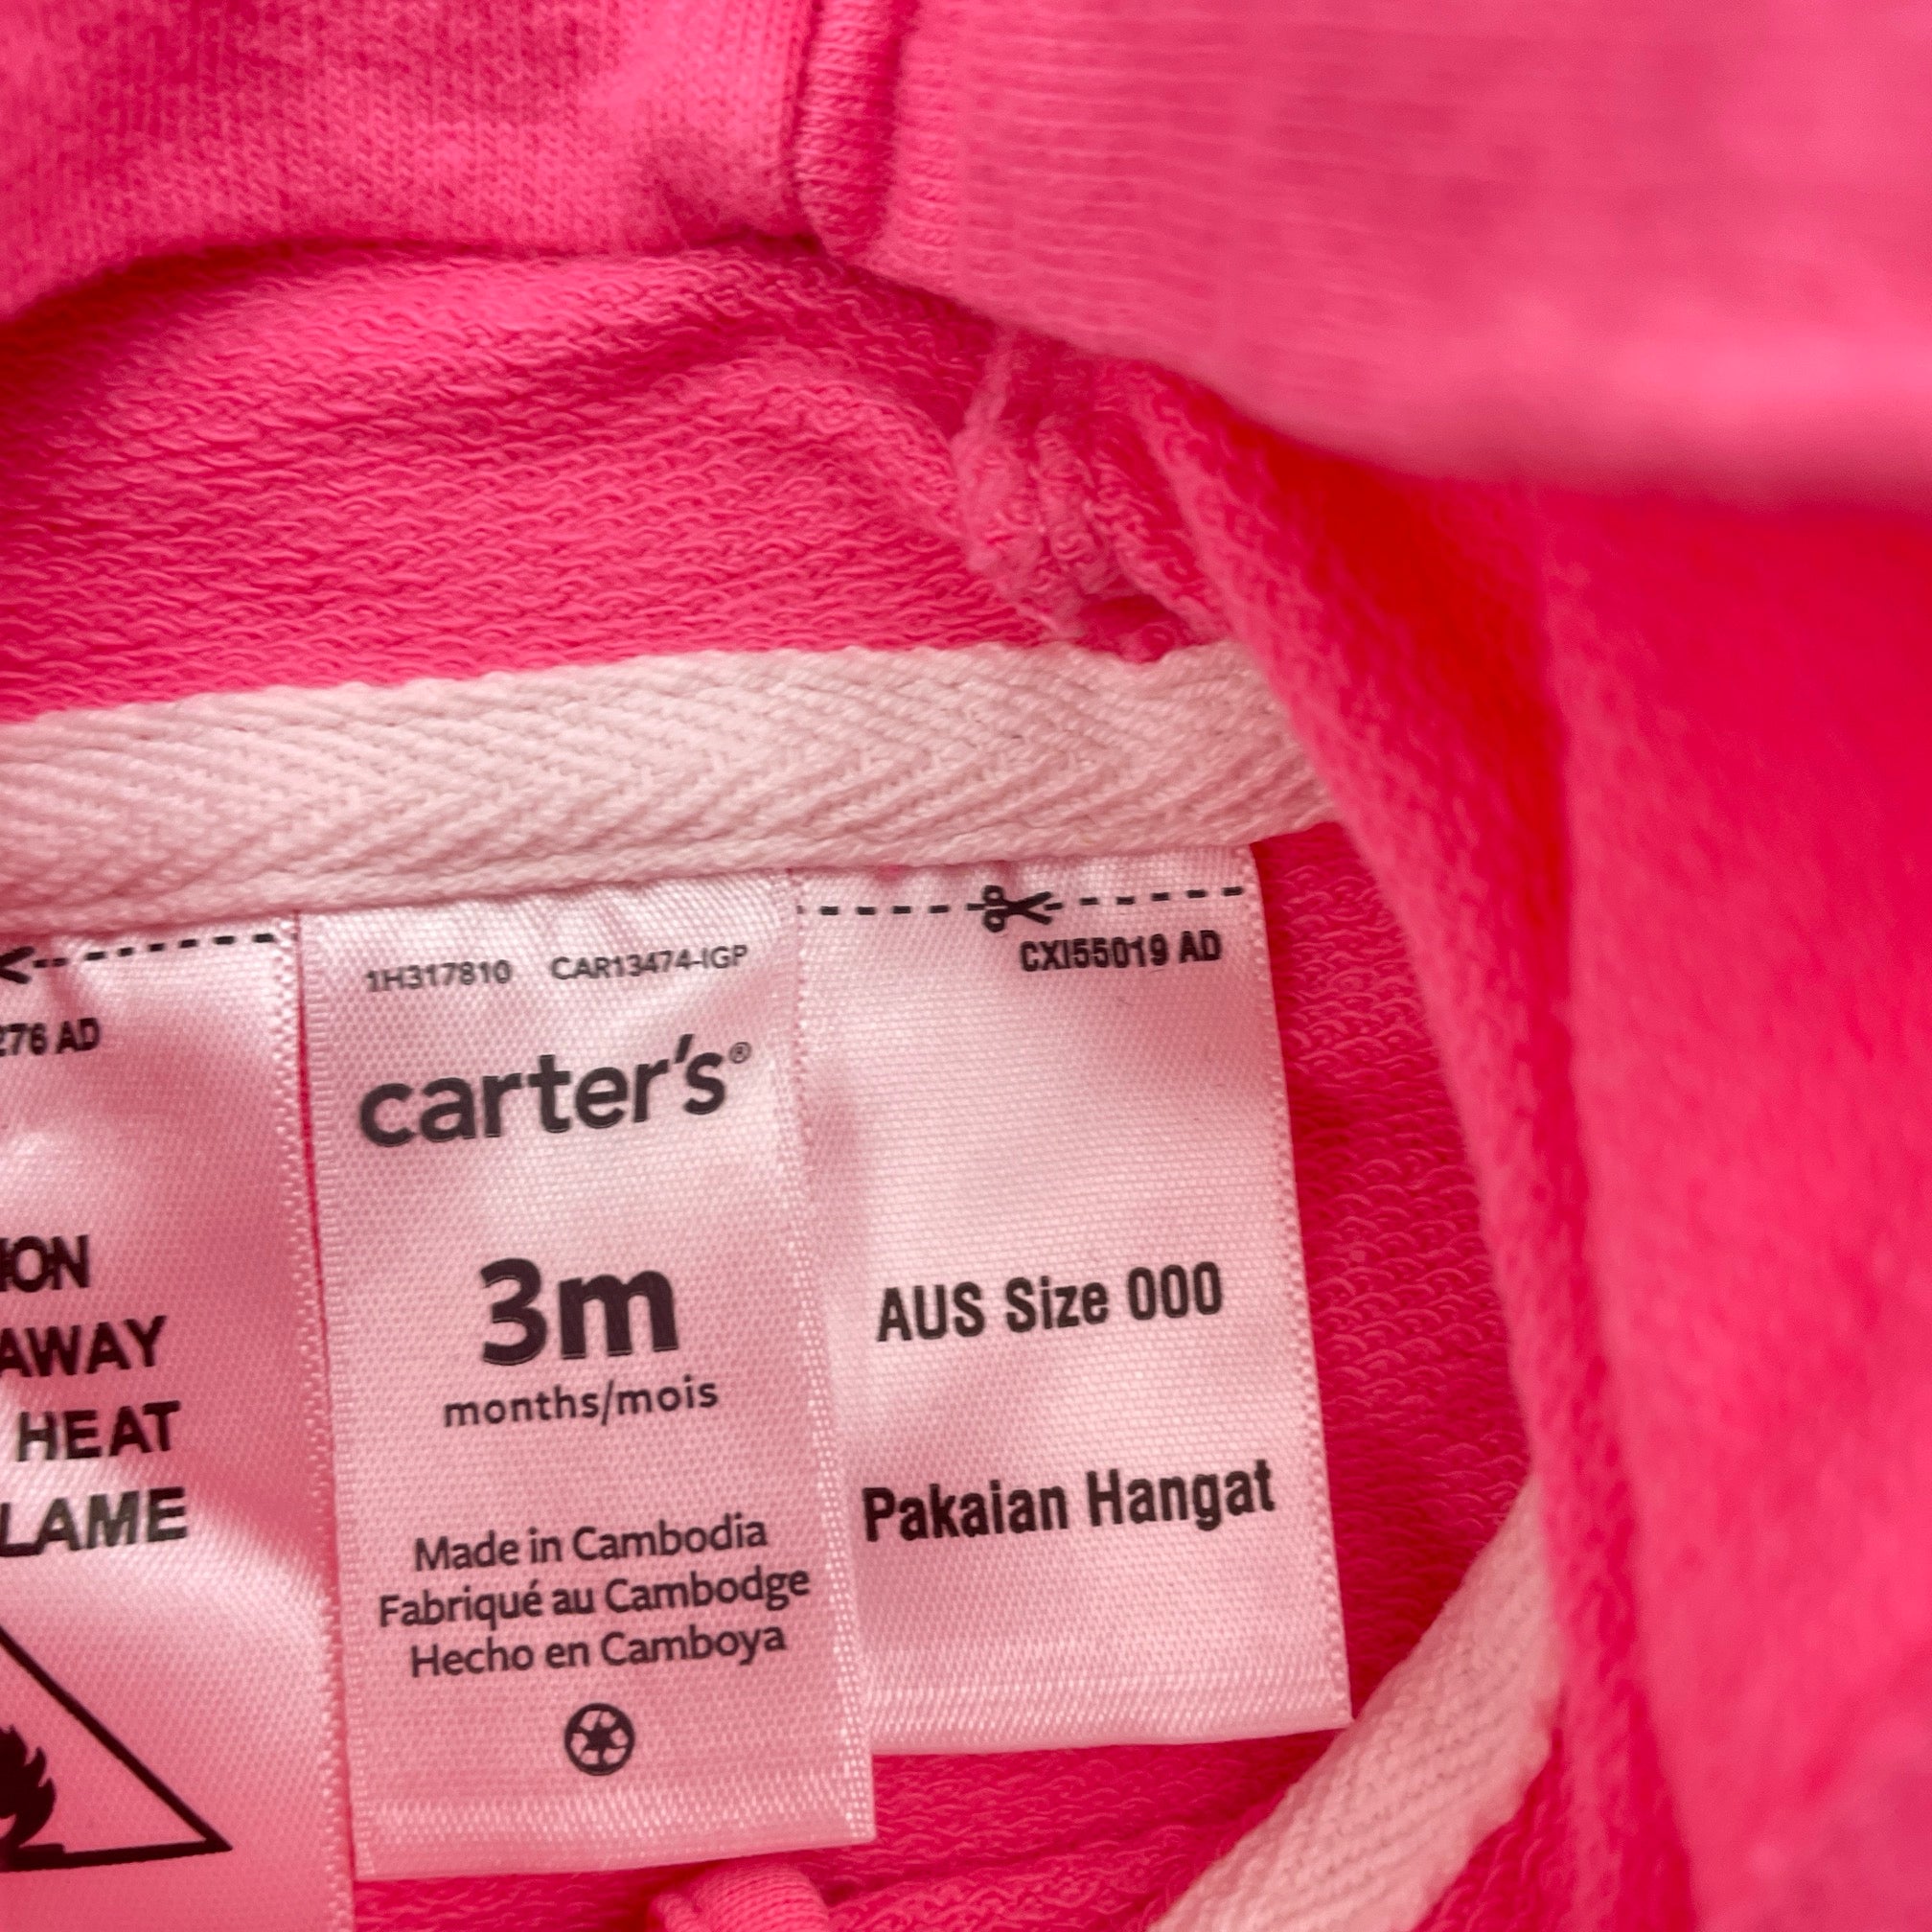 276 AD
ION
AWAY
HEAT
LAME
1H317810 CAR13474-IGP
carter's®
3m
months/mois
Made in Cambodia
Fabriqué au Cambodge
Hecho en Camboya
CXI55019 AD
AUS Size 000
Pakaian Hangat